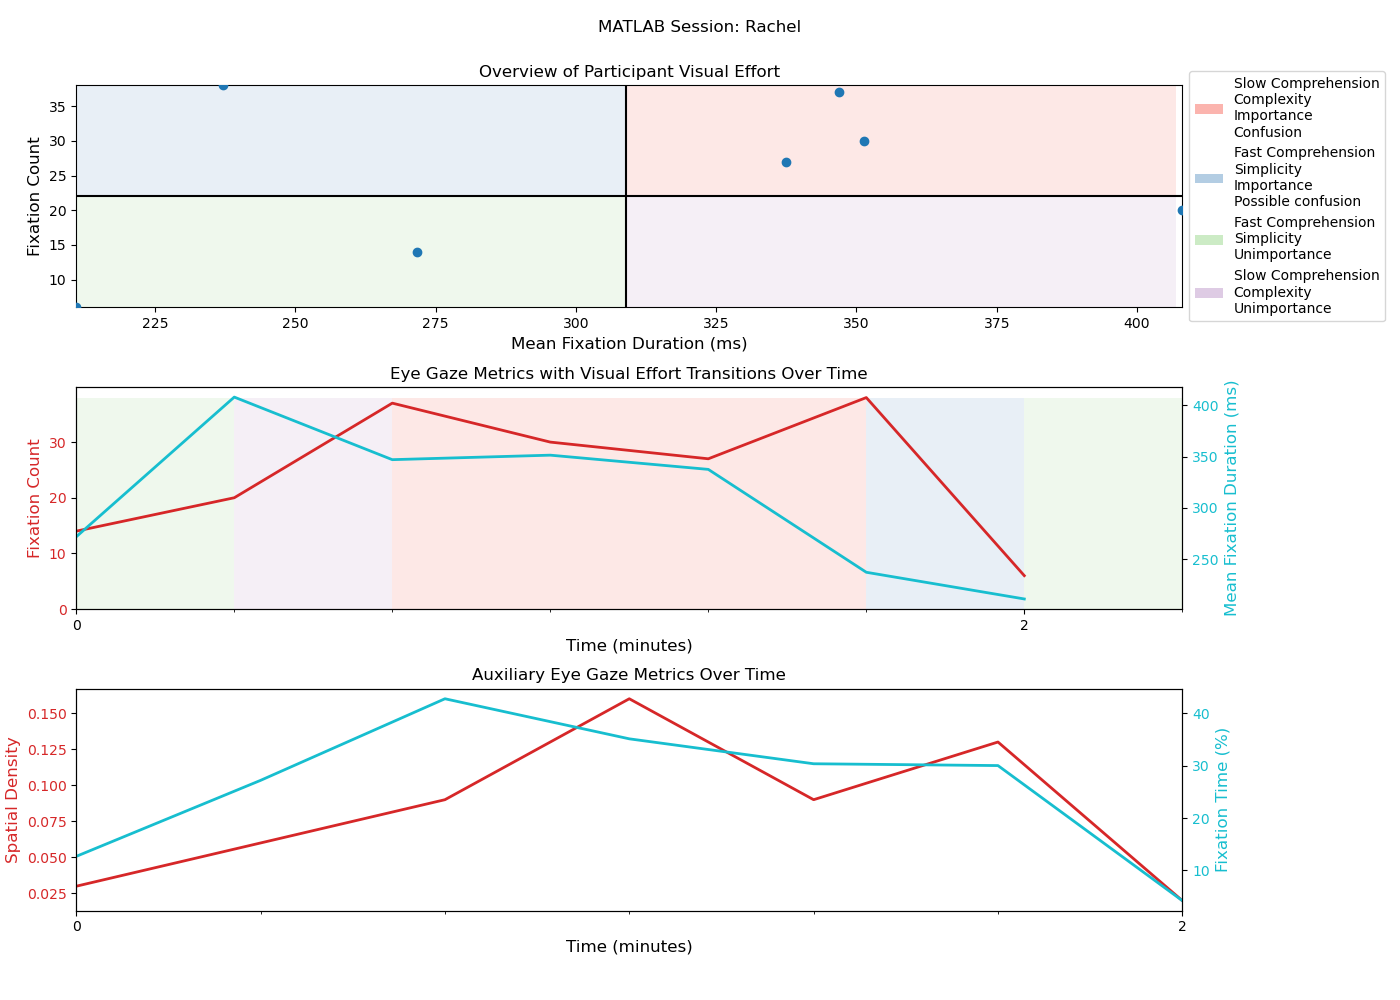 MATLAB Session: Rachel
Overview of Participant Visual Effort
Fixation Count
35
30
25
20
15
10
225
250
275
300
325
350
375
400
Mean Fixation Duration (ms)
Slow Comprehension
Complexity
Importance
Confusion
Fast Comprehension
Simplicity
Importance
Possible confusion
Fast Comprehension
Simplicity
Unimportance
Slow Comprehension
Complexity
Unimportance
Eye Gaze Metrics with Visual Effort Transitions Over Time
Fixation Count
30
20
10
0
0
2
Time (minutes)
400
350
300
250
Mean Fixation Duration (ms)
Auxiliary Eye Gaze Metrics Over Time
Spatial Density
0.150
0.125
0.100
0.075
0.050
0.025
0
2
Time (minutes)
40
30
20
10
Fixation Time (%)